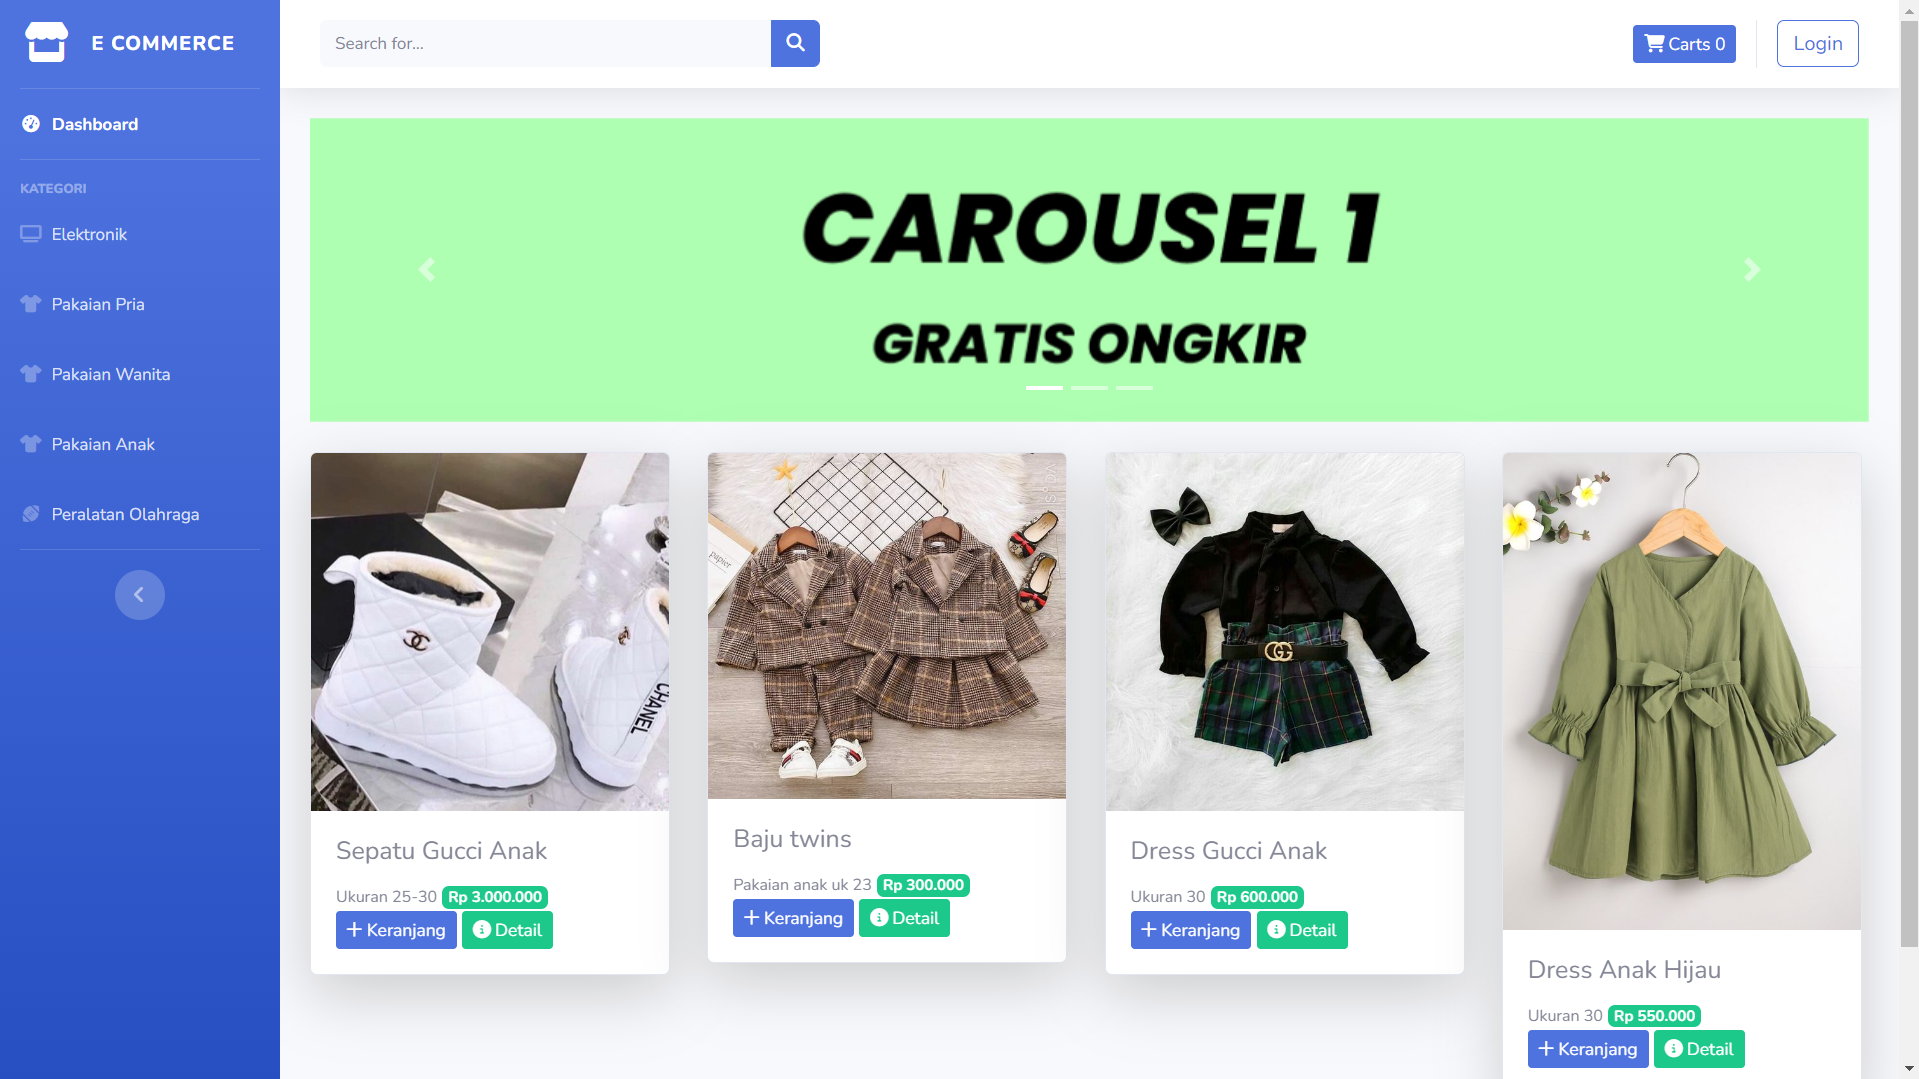 E COMMERCE
Search for...
Carts 0
Login
Dashboard
KATEGORI
Elektronik
Pakaian Pria
Pakaian Wanita
Pakaian Anak
Peralatan Olahraga
CAROUSEL 1
GRATIS ONGKIR
CHANEL
Sepatu Gucci Anak
Ukuran 25-30 Rp 3.000.000
+ Keranjang Detail
papier
Baju twins
Pakaian anak uk 23 Rp 300.000
+ Keranjang Detail
Dress Gucci Anak
Ukuran 30 Rp 600.000
+ Keranjang Detail
Dress Anak Hijau
Ukuran 30 Rp 550.000
+ Keranjang Detail